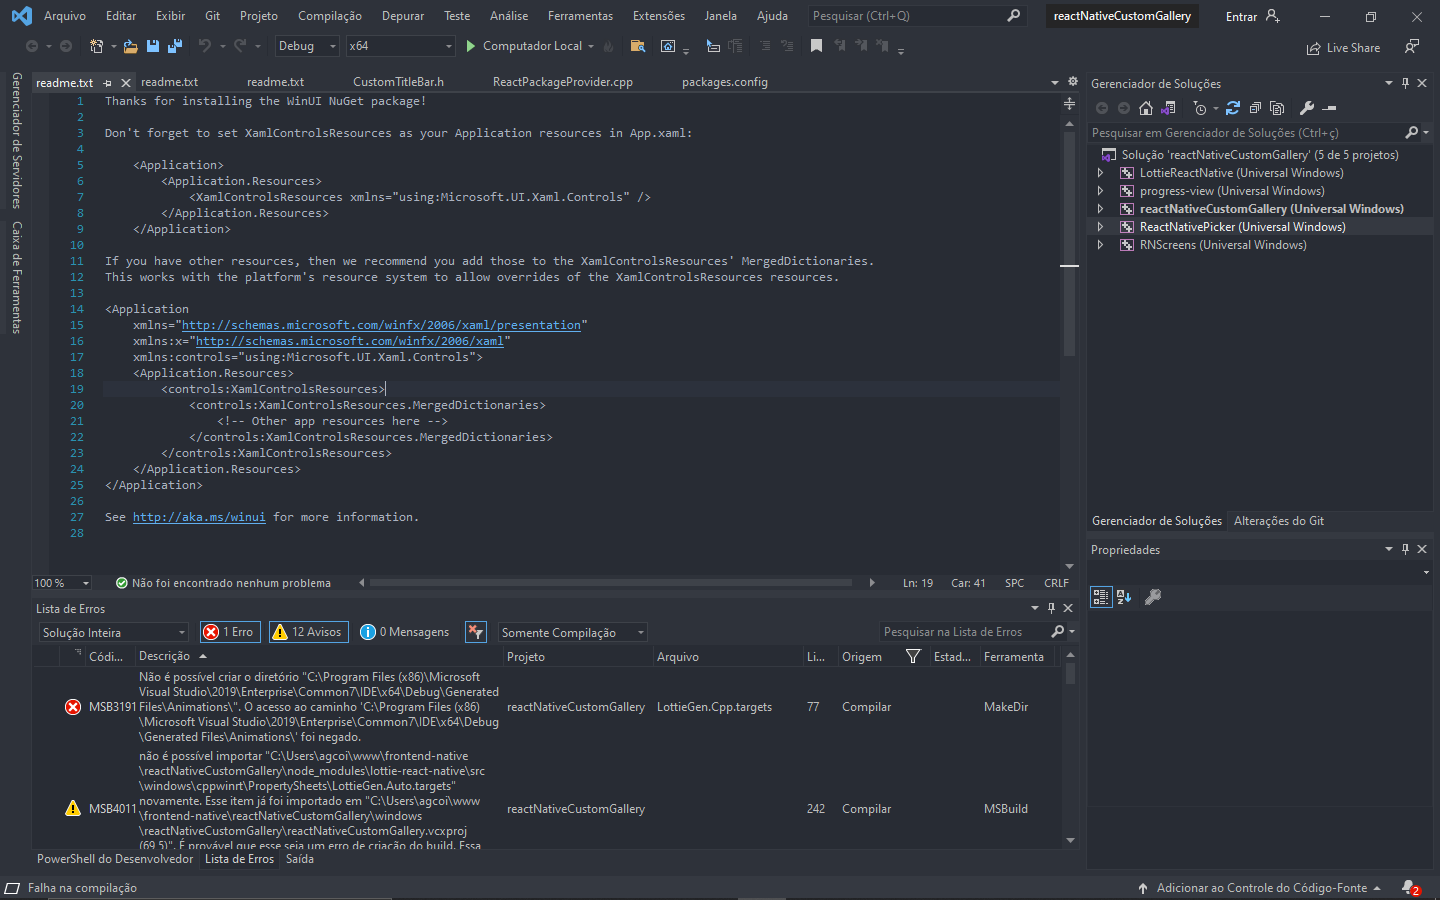 Arquivo Editar Exibir Git Projeto Compilação Depurar Teste Análise Ferramentas Extensões Janela Ajuda Pesquisar (Ctrl+Q) reactNativeCustomGallery Entrar
Debug x64 Computador Local Live Share
Gerenciador de Servidores
Caixa de Ferramentas
readme.txt readme.txt readme.txt CustomTitleBar.h ReactPackageProvider.cpp packages.config
1 Thanks for installing the WinUI NuGet package!
2
3 Don't forget to set XamlControlsResources as your Application resources in App.xaml:
4
5 <Application>
6 <Application.Resources>
7 <XamlControlsResources xmlns="using:Microsoft.UI.Xaml.Controls" />
8 </Application.Resources>
9 </Application>
10
11 If you have other resources, then we recommend you add those to the XamlControlsResources' MergedDictionaries.
12 This works with the platform's resource system to allow overrides of the XamlControlsResources resources.
13
14 <Application
15 xmlns="http://schemas.microsoft.com/winfx/2006/xaml/presentation"
16 xmlns:x="http://schemas.microsoft.com/winfx/2006/xaml"
17 xmlns:controls="using:Microsoft.UI.Xaml.Controls">
18 <Application.Resources>
19 <controls:XamlControlsResources>
20 <controls:XamlControlsResources.MergedDictionaries>
21 <!-- Other app resources here -->
22 </controls:XamlControlsResources.MergedDictionaries>
23 </controls:XamlControlsResources>
24 </Application.Resources>
25 </Application>
26
27 See http://aka.ms/winui for more information.
28
100 % Não foi encontrado nenhum problema Ln: 19 Car: 41 SPC CRLF
Gerenciador de Soluções
Pesquisar em Gerenciador de Soluções (Ctrl+ç)
Solução 'reactNativeCustomGallery' (5 de 5 projetos)
LottieReactNative (Universal Windows)
progress-view (Universal Windows)
reactNativeCustomGallery (Universal Windows)
ReactNativePicker (Universal Windows)
RNScreens (Universal Windows)
Gerenciador de Soluções Alterações do Git
Propriedades
Lista de Erros
Solução Inteira 1 Erro 12 Avisos 0 Mensagens Somente Compilação Pesquisar na Lista de Erros
Códi... Descrição Projeto Arquivo Li... Origem Estad... Ferramenta
Não é possível criar o diretório "C:\Program Files (x86)\Microsoft
Visual Studio\2019\Enterprise\Common7\IDE\x64\Debug\Generated
MSB3191 Files\Animations\". O acesso ao caminho 'C:\Program Files (x86) reactNativeCustomGallery LottieGen.Cpp.targets 77 Compilar MakeDir
\Microsoft Visual Studio\2019\Enterprise\Common7\IDE\x64\Debug
\Generated Files\Animations\' foi negado.
não é possível importar "C:\Users\agcoi\www\frontend-native
\reactNativeCustomGallery\node_modules\lottie-react-native\src
\windows\cppwinrt\PropertySheets\LottieGen.Auto.targets"
MSB4011 novamente. Esse item já foi importado em "C:\Users\agcoi\www reactNativeCustomGallery 242 Compilar MSBuild
\frontend-native\reactNativeCustomGallery\windows
\reactNativeCustomGallery\reactNativeCustomGallery.vcxproj
(69,5)". É provável que esse seja um erro de criação do build. Essa
PowerShell do Desenvolvedor Lista de Erros Saída
Falha na compilação Adicionar ao Controle do Código-Fonte 2